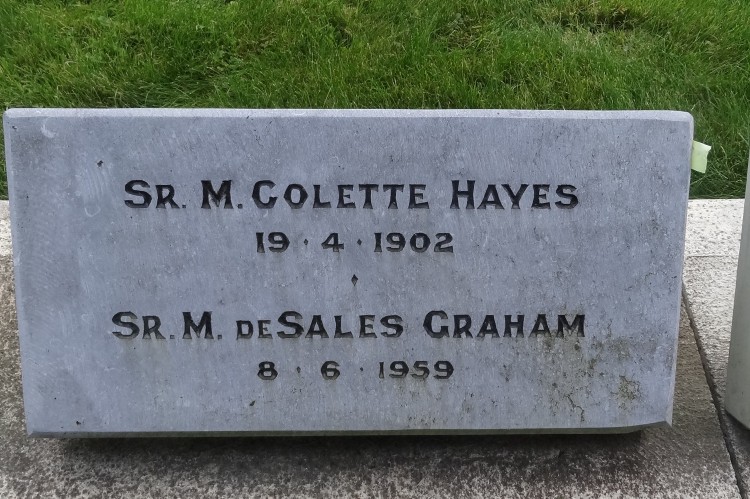 Sr. M. Colette Hayes
19 · 4 · 1902
Sr. M. deSales Graham
8 · 6 · 1959